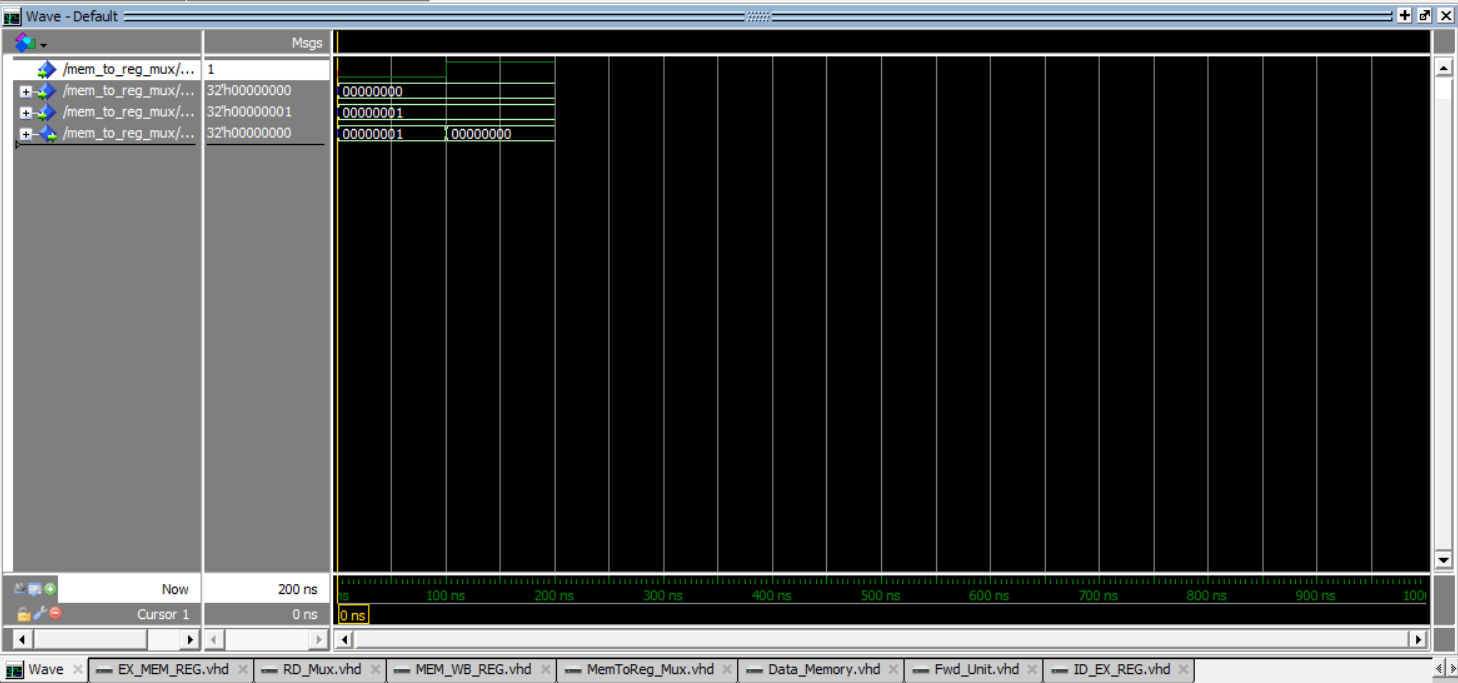 Wave - Default
Msgs
/mem_to_reg_mux/... 1
/mem_to_reg_mux/... 32'h00000000 00000000
/mem_to_reg_mux/... 32'h00000001 00000001
/mem_to_reg_mux/... 32'h00000000 00000001 00000000
Now 200 ns ns 100 ns 200 ns 300 ns 400 ns 500 ns 600 ns 700 ns 800 ns 900 ns 100
Cursor 1 0 ns 0 ns
Wave EX_MEM_REG.vhd RD_Mux.vhd MEM_WB_REG.vhd MemToReg_Mux.vhd Data_Memory.vhd Fwd_Unit.vhd ID_EX_REG.vhd